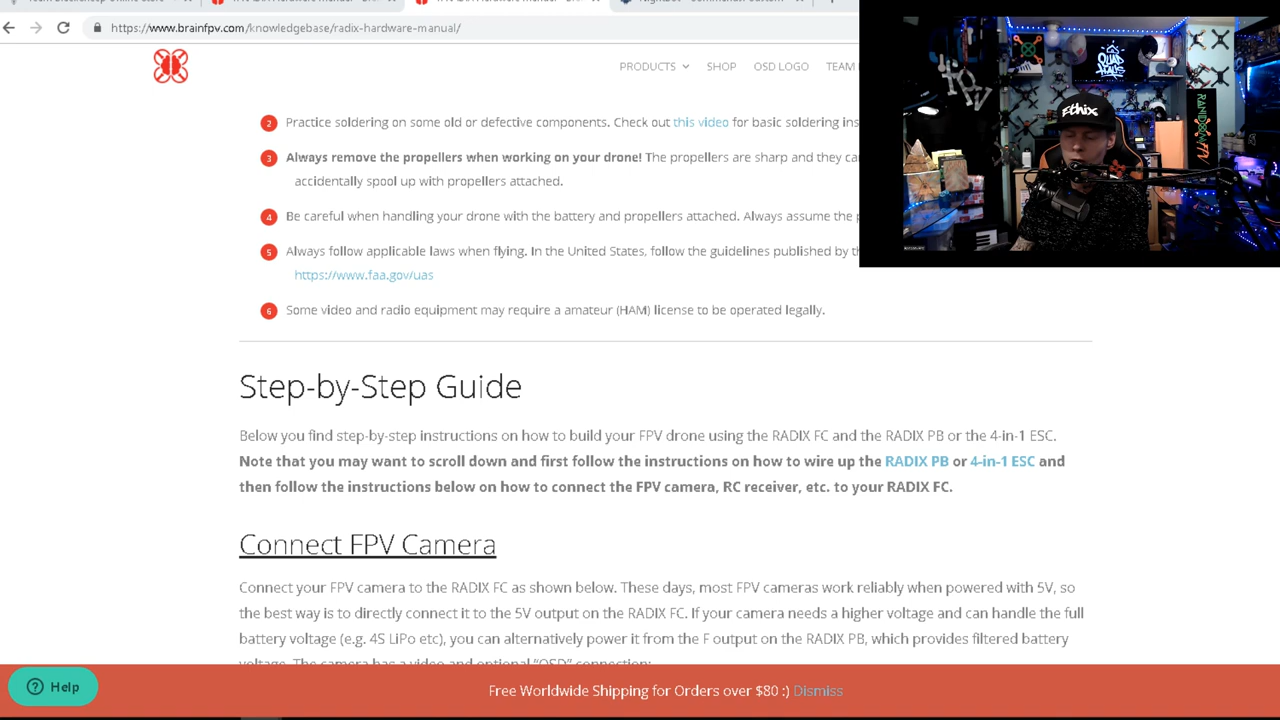 https://www.brainfpv.com/knowledgebase/radix-hardware-manual/
PRODUCTS SHOP OSD LOGO TEAM
2 Practice soldering on some old or defective components. Check out this video for basic soldering ins
3 Always remove the propellers when working on your drone! The propellers are sharp and they ca
accidentally spool up with propellers attached.
4 Be careful when handling your drone with the battery and propellers attached. Always assume the
5 Always follow applicable laws when flying. In the United States, follow the guidelines published by th
https://www.faa.gov/uas
6 Some video and radio equipment may require a amateur (HAM) license to be operated legally.
Step-by-Step Guide
Below you find step-by-step instructions on how to build your FPV drone using the RADIX FC and the RADIX PB or the 4-in-1 ESC.
Note that you may want to scroll down and first follow the instructions on how to wire up the RADIX PB or 4-in-1 ESC and
then follow the instructions below on how to connect the FPV camera, RC receiver, etc. to your RADIX FC.
Connect FPV Camera
Connect your FPV camera to the RADIX FC as shown below. These days, most FPV cameras work reliably when powered with 5V, so
the best way is to directly connect it to the 5V output on the RADIX FC. If your camera needs a higher voltage and can handle the full
battery voltage (e.g. 4S LiPo etc), you can alternatively power it from the F output on the RADIX PB, which provides filtered battery
voltage. The camera has a video and optional "OSD" connection:
Help
Free Worldwide Shipping for Orders over $80 :) Dismiss
QUAD
Ethix